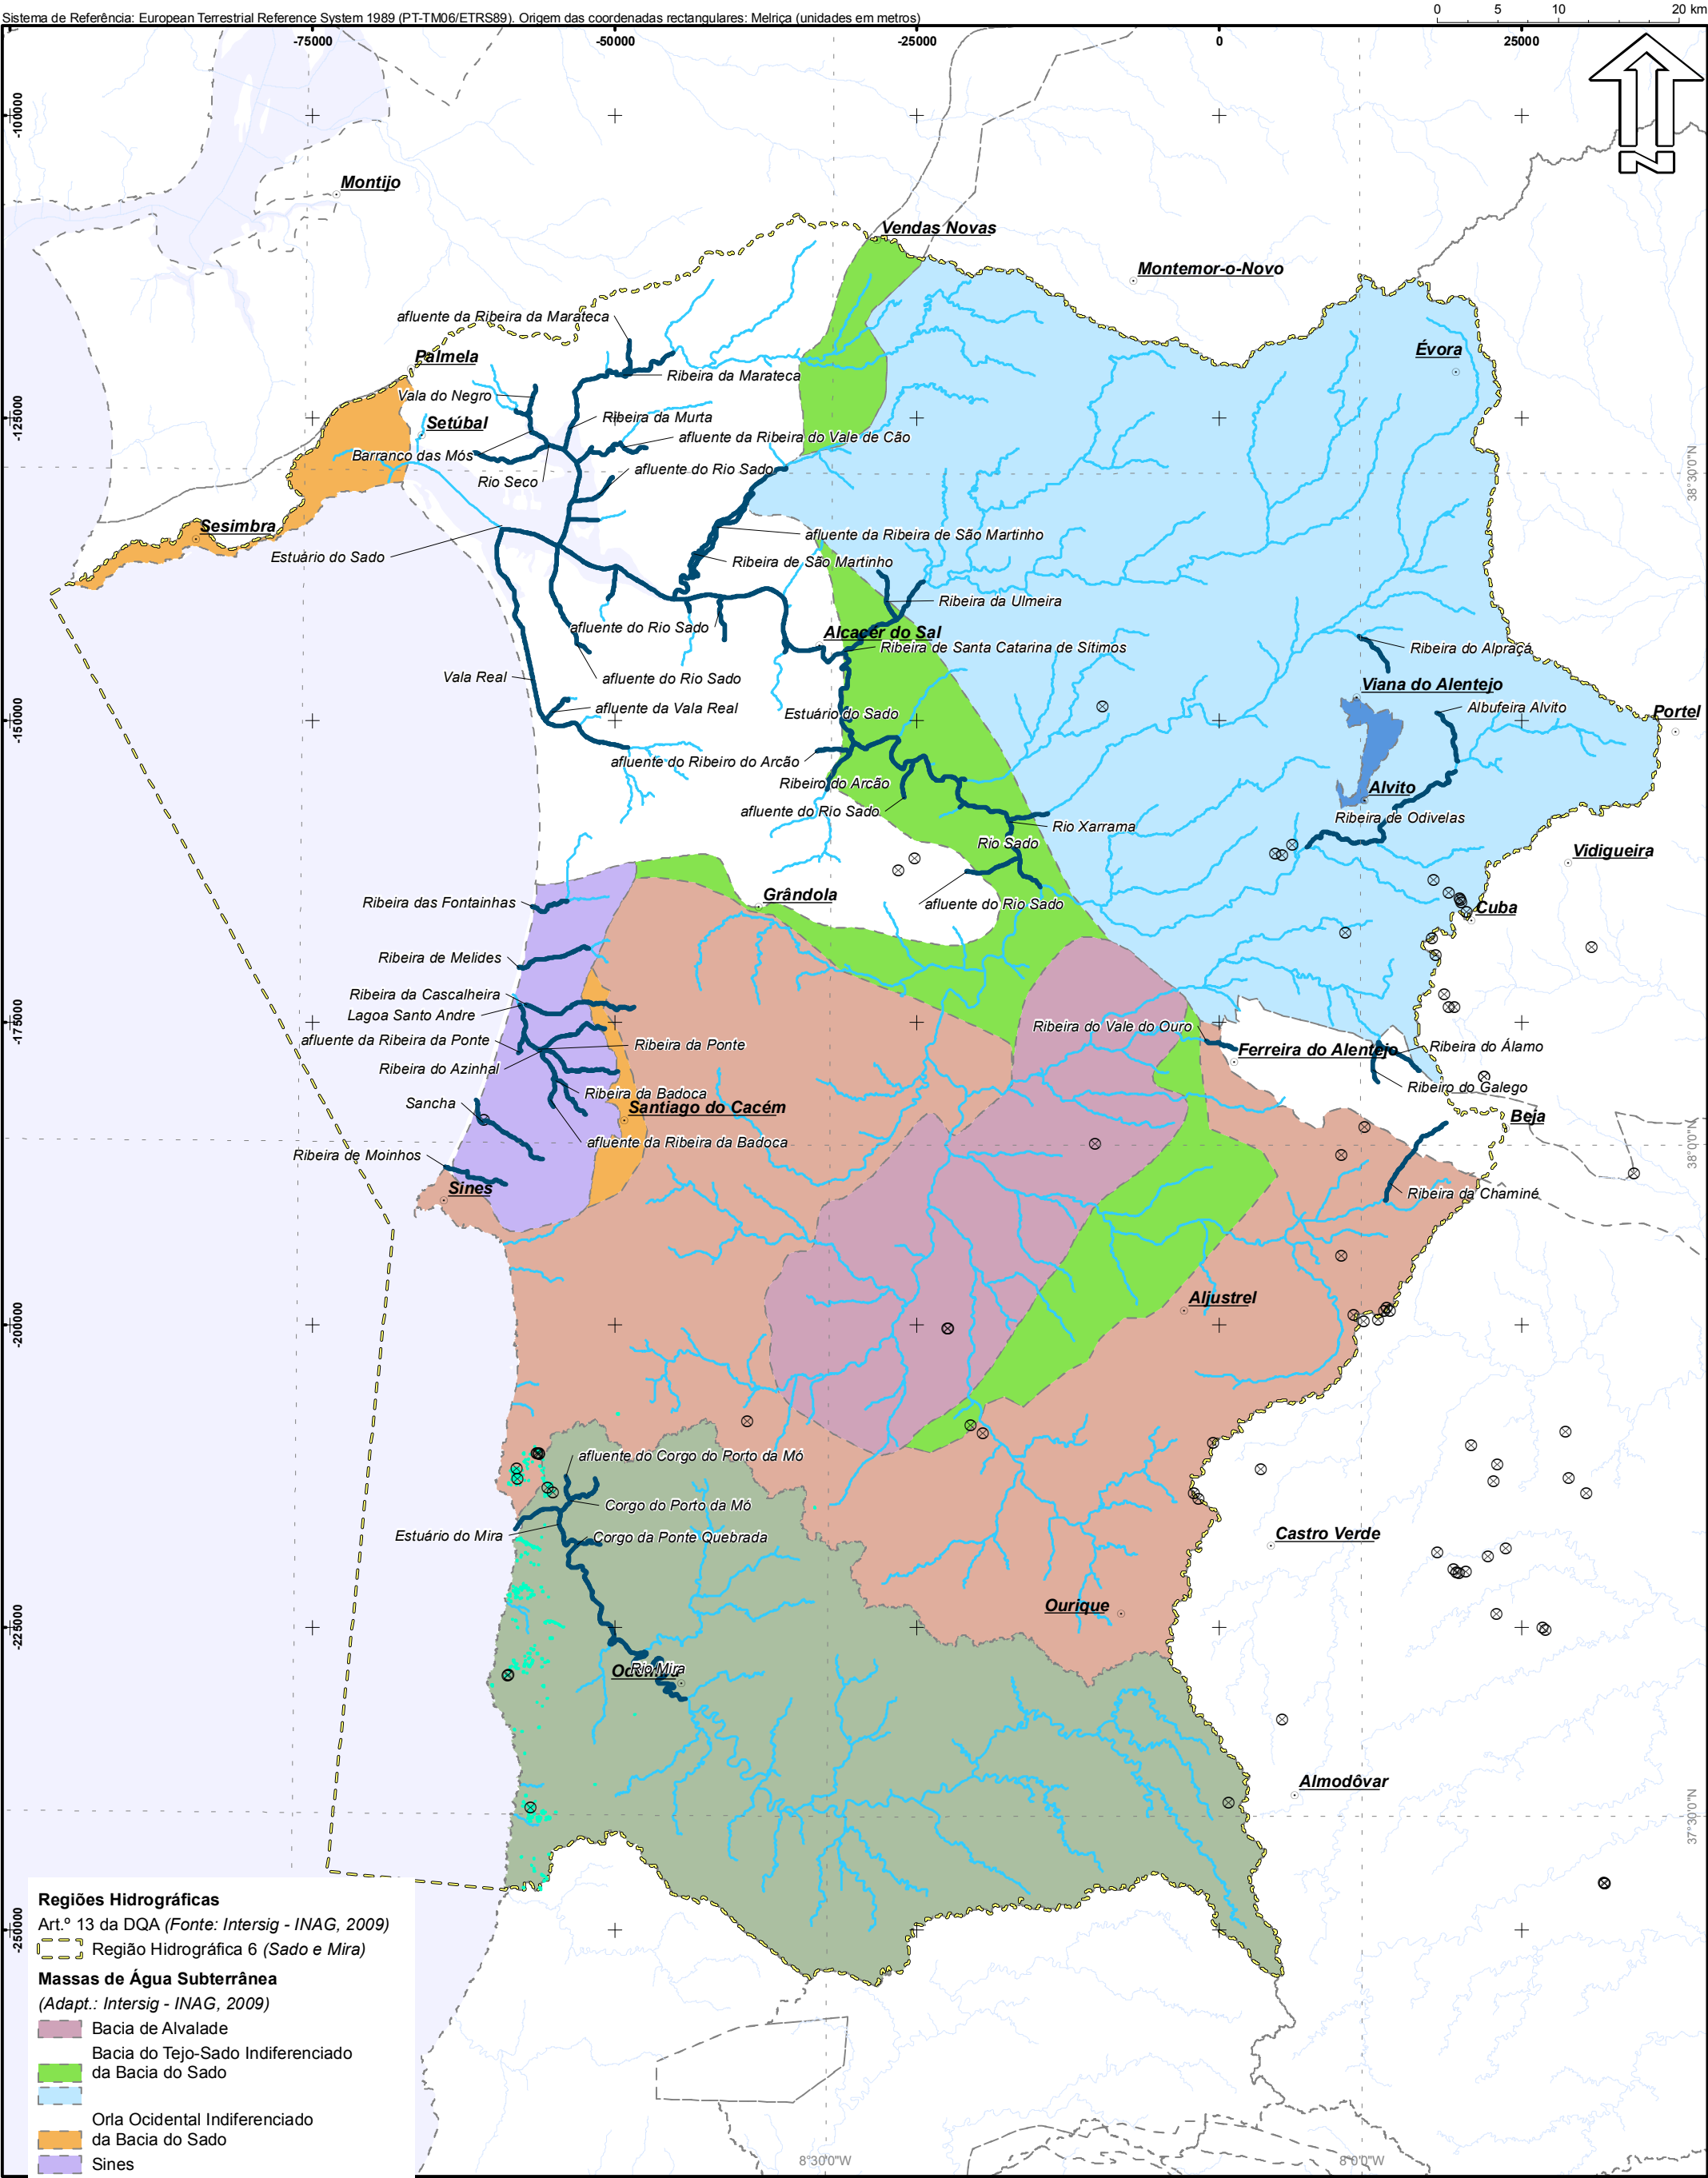 Sistema de Referência: European Terrestrial Reference System 1989 (PT-TM06/ETRS89). Origem das coordenadas rectangulares: Melriça (unidades em metros)
0 5 10 20 km
-75000 -50000 -25000 0 25000
-100000
Montijo
Vendas Novas
Montemor-o-Novo
afluente da Ribeira da Marateca
Évora
Palmela
Ribeira da Marateca
Vala do Negro
-125000
Ribeira da Murta
Setúbal
afluente da Ribeira do Vale de Cão
Barranco das Mós
afluente do Rio Sado
Rio Seco
38°30'0"N
Sesimbra
afluente da Ribeira de São Martinho
Estuário do Sado
Ribeira de São Martinho
Ribeira da Ulmeira
afluente do Rio Sado
Alcácer do Sal
Ribeira de Santa Catarina de Sítimos
Ribeira do Alpraçá
Vala Real
afluente do Rio Sado
Viana do Alentejo
afluente da Vala Real
Albufeira Alvito
Estuário do Sado
Portel
-150000
afluente do Ribeiro do Arcão
Ribeiro do Arcão
Alvito
afluente do Rio Sado
Ribeira de Odivelas
Rio Xarrama
Rio Sado
Vidigueira
Grândola
Ribeira das Fontainhas
afluente do Rio Sado
Cuba
Ribeira de Melides
Ribeira da Cascalheira
Lagoa Santo Andre
-175000
Ribeira do Vale do Ouro
afluente da Ribeira da Ponte
Ribeira da Ponte
Ferreira do Alentejo
Ribeira do Álamo
Ribeira do Azinhal
Ribeiro do Galego
Ribeira da Badoca
Sancha
Santiago do Cacém
Beja
afluente da Ribeira da Badoca
38°0'0"N
Ribeira de Moinhos
Sines
Ribeira da Chaminé
Aljustrel
-200000
afluente do Corgo do Porto da Mó
Corgo do Porto da Mó
Estuário do Mira
Corgo da Ponte Quebrada
Castro Verde
Ourique
-225000
Rio Mira
Almodôvar
37°30'0"N
-250000
Regiões Hidrográficas
Art.º 13 da DQA (Fonte: Intersig - INAG, 2009)
Região Hidrográfica 6 (Sado e Mira)
Massas de Água Subterrânea
(Adapt.: Intersig - INAG, 2009)
Bacia de Alvalade
Bacia do Tejo-Sado Indiferenciado
da Bacia do Sado
Orla Ocidental Indiferenciado
da Bacia do Sado
Sines
8°30'0"W
8°0'0"W